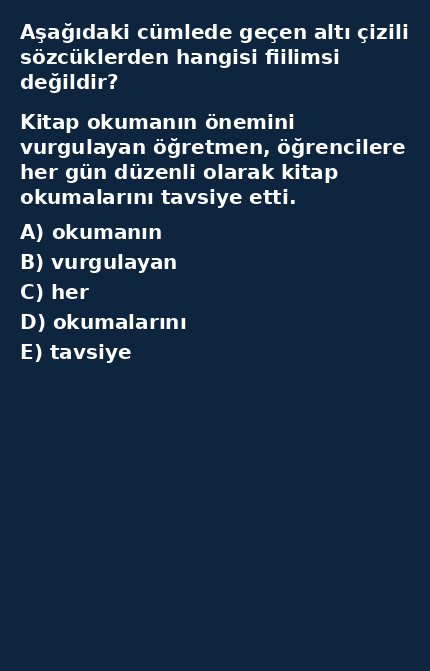 Aşağıdaki cümlede geçen altı çizili
sözcüklerden hangisi fiilimsi
değildir?
Kitap okumanın önemini
vurgulayan öğretmen, öğrencilere
her gün düzenli olarak kitap
okumalarını tavsiye etti.
A) okumanın
B) vurgulayan
C) her
D) okumalarını
E) tavsiye